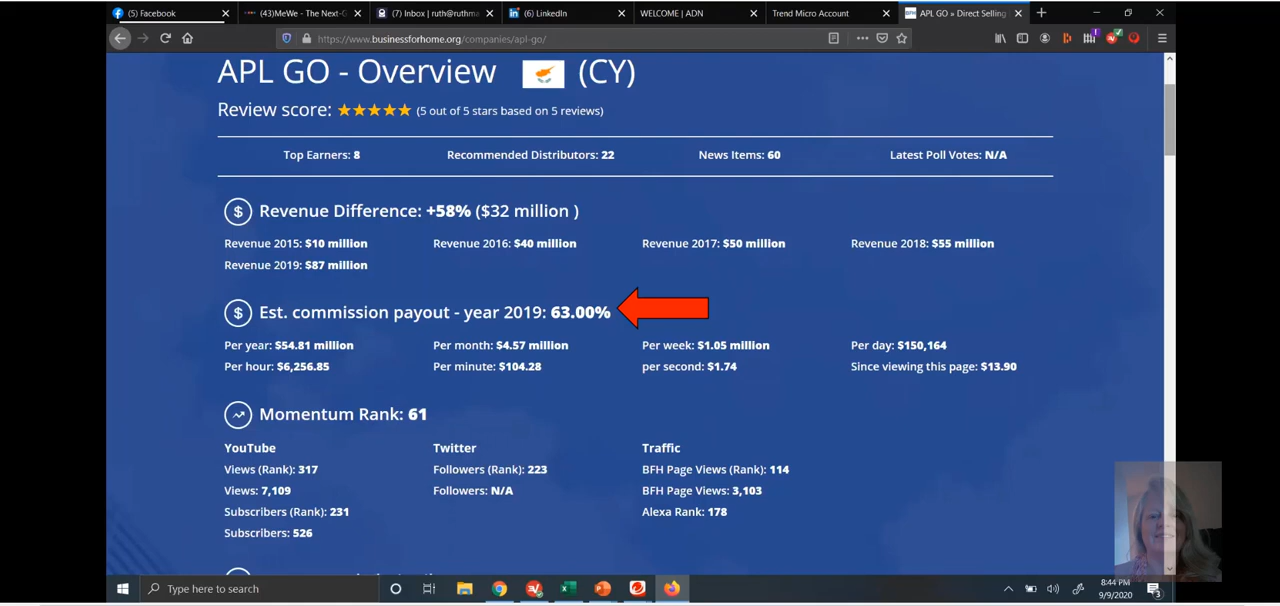 (5) Facebook
(43)MeWe - The Next-G
(7) Inbox | ruth@ruthma
(6) LinkedIn
WELCOME | ADN
Trend Micro Account
APL GO » Direct Selling
https://www.businessforhome.org/companies/apl-go/
APL GO - Overview (CY)
Review score: (5 out of 5 stars based on 5 reviews)
Top Earners: 8 Recommended Distributors: 22 News Items: 60 Latest Poll Votes: N/A
$ Revenue Difference: +58% ($32 million )
Revenue 2015: $10 million Revenue 2016: $40 million Revenue 2017: $50 million Revenue 2018: $55 million
Revenue 2019: $87 million
$ Est. commission payout - year 2019: 63.00%
Per year: $54.81 million Per month: $4.57 million Per week: $1.05 million Per day: $150,164
Per hour: $6,256.85 Per minute: $104.28 per second: $1.74 Since viewing this page: $13.90
Momentum Rank: 61
YouTube Twitter Traffic
Views (Rank): 317 Followers (Rank): 223 BFH Page Views (Rank): 114
Views: 7,109 Followers: N/A BFH Page Views: 3,103
Subscribers (Rank): 231 Alexa Rank: 178
Subscribers: 526
Type here to search
8:44 PM
9/9/2020
3